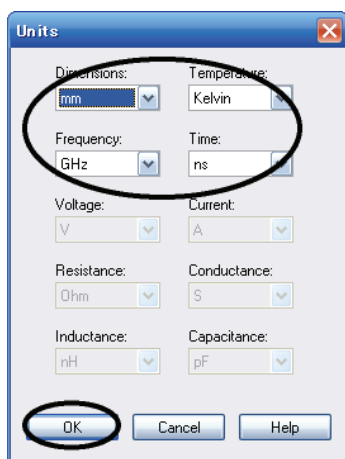 Units
Dimensions: Temperature:
mm Kelvin
Frequency: Time:
GHz ns
Voltage: Current:
V A
Resistance: Conductance:
Ohm S
Inductance: Capacitance:
nH pF
OK Cancel Help